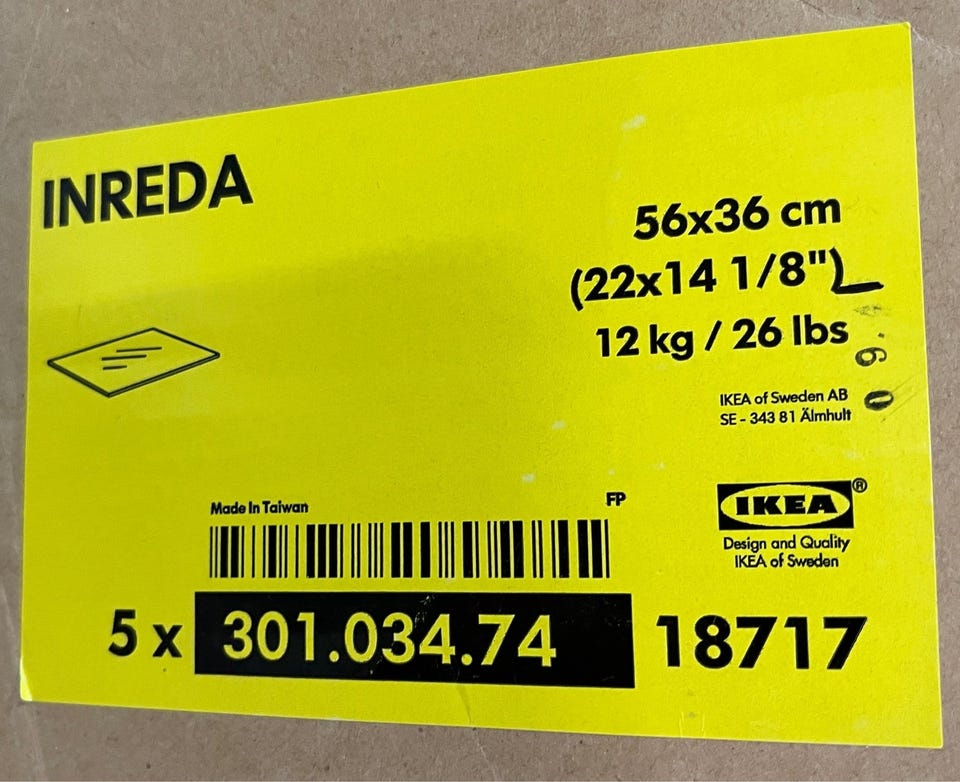 INREDA
56x36 cm
(22x14 1/8")
12 kg / 26 lbs
IKEA of Sweden AB
SE - 343 81 Älmhult
Made In Taiwan
FP
IKEA®
Design and Quality
IKEA of Sweden
5 x 301.034.74 18717